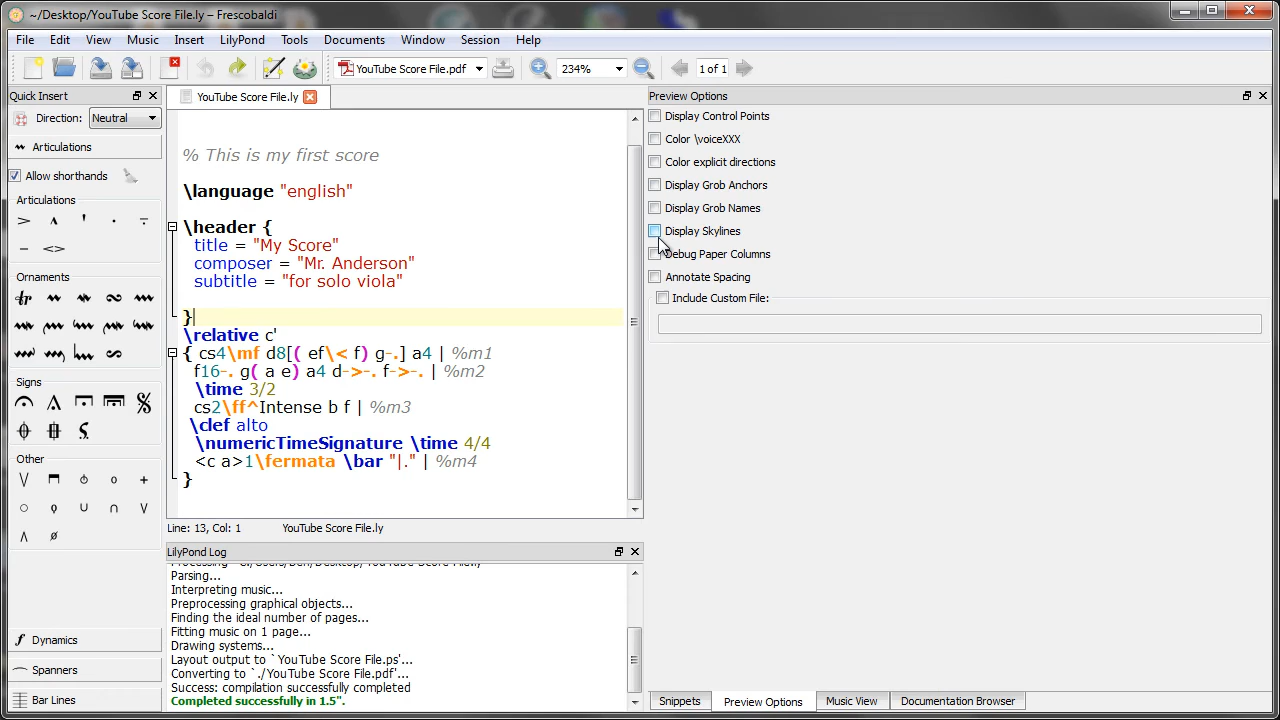 ~/Desktop/YouTube Score File.ly – Frescobaldi
File Edit View Music Insert LilyPond Tools Documents Window Session Help
YouTube Score File.pdf 234% 1 of 1
Quick Insert
Direction: Neutral
Articulations
Allow shorthands
Articulations
Ornaments
Signs
Other
Dynamics
Spanners
Bar Lines
YouTube Score File.ly
% This is my first score
\language "english"
\header {
title = "My Score"
composer = "Mr. Anderson"
subtitle = "for solo viola"
}
\relative c'
{ cs4\mf d8[( ef\< f) g-.] a4 | %m1
f16-. g( a e) a4 d->-. f->-. | %m2
\time 3/2
cs2\ff^Intense b f | %m3
\clef alto
\numericTimeSignature \time 4/4
<c a>1\fermata \bar "|." | %m4
}
Line: 13, Col: 1 YouTube Score File.ly
LilyPond Log
Parsing...
Interpreting music...
Preprocessing graphical objects...
Finding the ideal number of pages...
Fitting music on 1 page...
Drawing systems...
Layout output to `YouTube Score File.ps'...
Converting to `./YouTube Score File.pdf'...
Success: compilation successfully completed
Completed successfully in 1.5".
Preview Options
Display Control Points
Color \voiceXXX
Color explicit directions
Display Grob Anchors
Display Grob Names
Display Skylines
Debug Paper Columns
Annotate Spacing
Include Custom File:
Snippets Preview Options Music View Documentation Browser